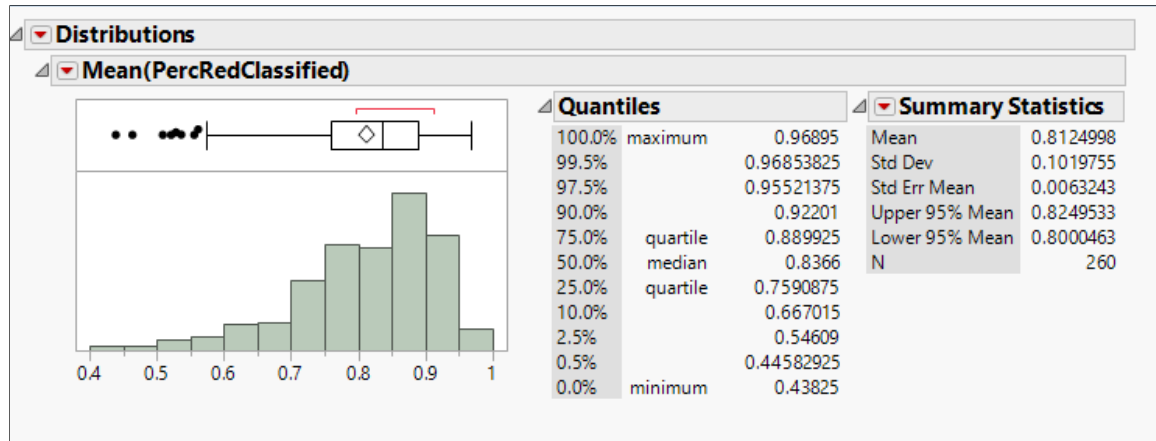 Distributions
Mean(PercRedClassified)
0.4 0.5 0.6 0.7 0.8 0.9 1
Quantiles
100.0% maximum 0.96895
99.5% 0.96853825
97.5% 0.95521375
90.0% 0.92201
75.0% quartile 0.889925
50.0% median 0.8366
25.0% quartile 0.7590875
10.0% 0.667015
2.5% 0.54609
0.5% 0.44582925
0.0% minimum 0.43825
Summary Statistics
Mean 0.8124998
Std Dev 0.1019755
Std Err Mean 0.0063243
Upper 95% Mean 0.8249533
Lower 95% Mean 0.8000463
N 260